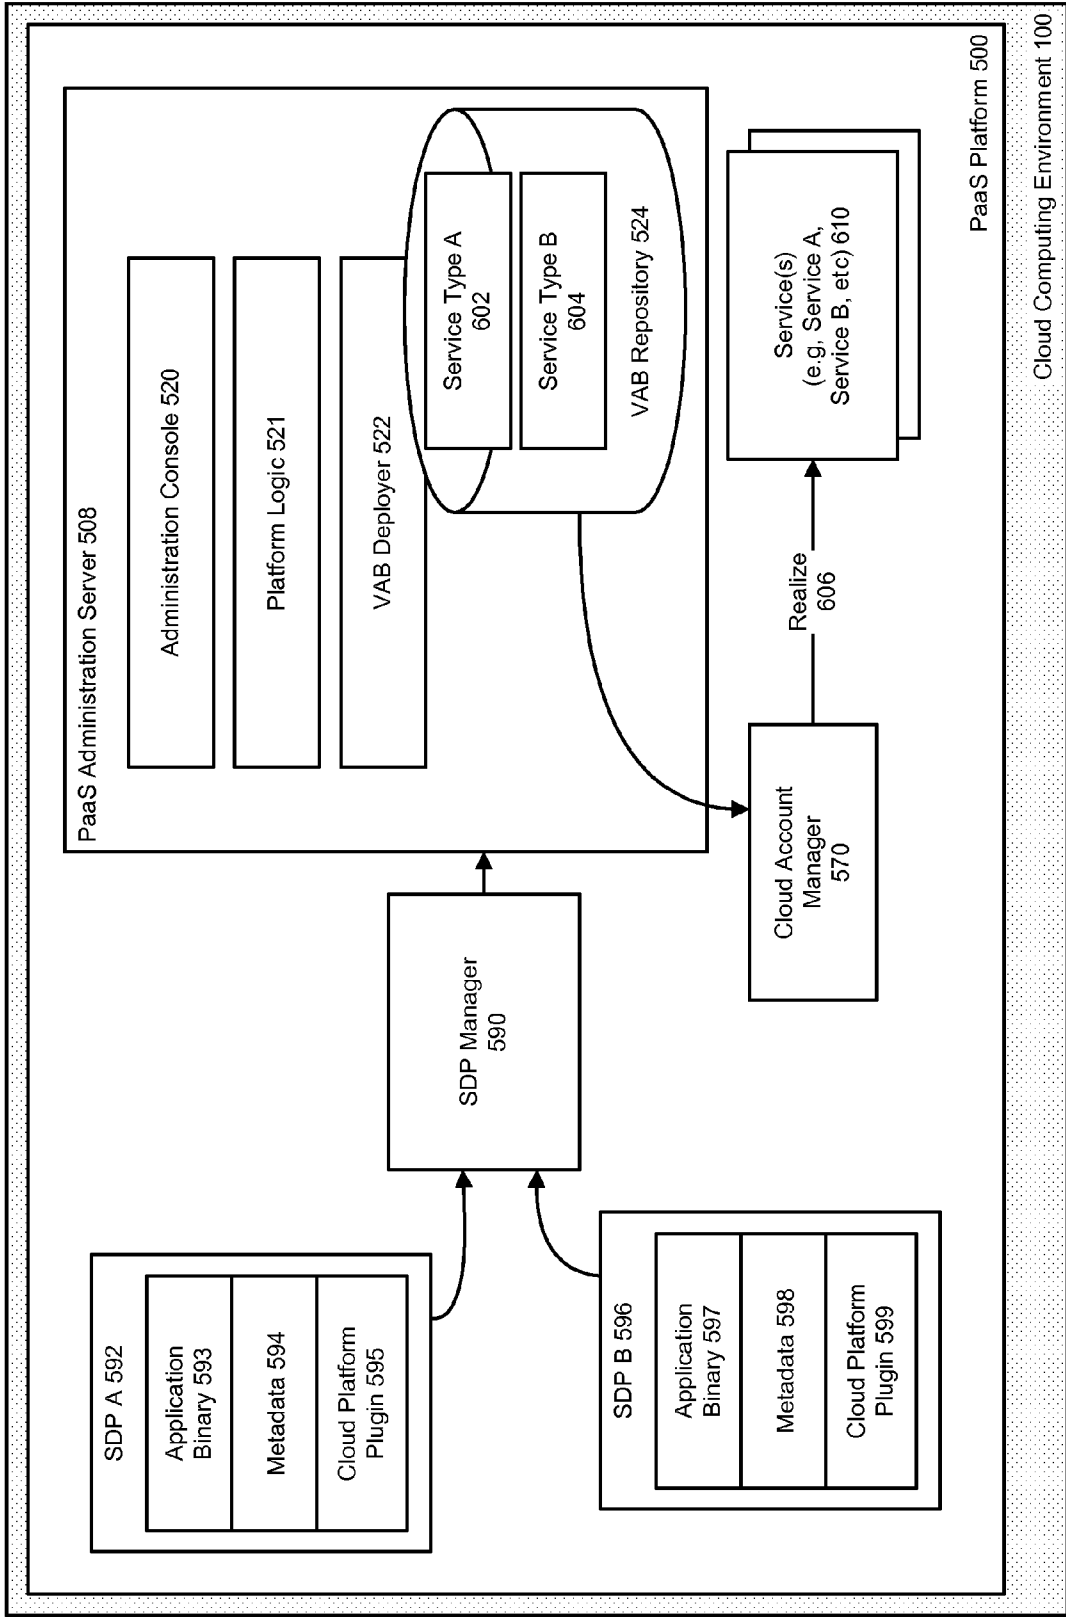 PaaS Administration Server 508
Administration Console 520
Platform Logic 521
VAB Deployer 522
Service Type A
602
Service Type B
604
VAB Repository 524
SDP A 592
Application
Binary 593
Metadata 594
Cloud Platform
Plugin 595
SDP Manager
590
SDP B 596
Application
Binary 597
Metadata 598
Cloud Platform
Plugin 599
Cloud Account
Manager
570
Realize
606
Service(s)
(e.g, Service A,
Service B, etc) 610
PaaS Platform 500
Cloud Computing Environment 100